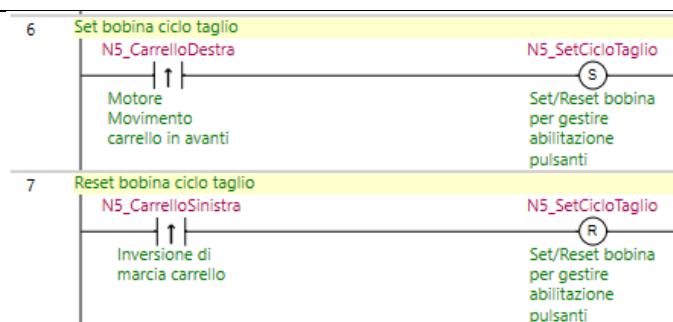 6 Set bobina ciclo taglio
N5_CarrelloDestra N5_SetCicloTaglio
S
Motore Set/Reset bobina
Movimento per gestire
carrello in avanti abilitazione
pulsanti
7 Reset bobina ciclo taglio
N5_CarrelloSinistra N5_SetCicloTaglio
R
Inversione di Set/Reset bobina
marcia carrello per gestire
abilitazione
pulsanti